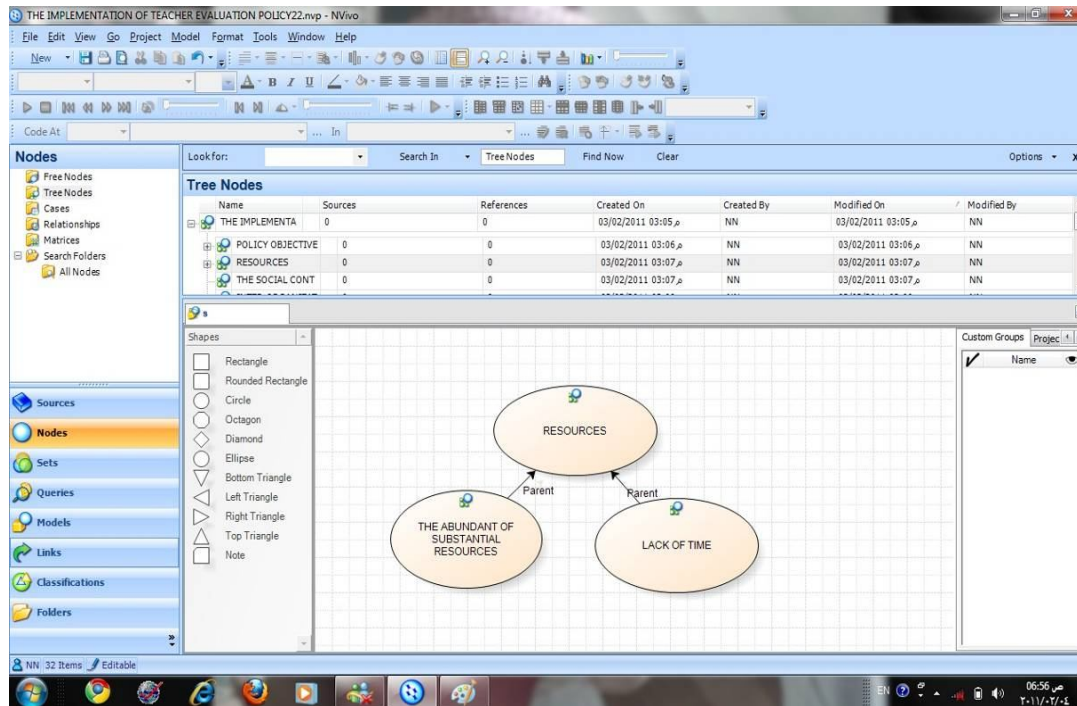 THE IMPLEMENTATION OF TEACHER EVALUATION POLICY22.nvp - NVivo
File Edit View Go Project Model Format Tools Window Help
New
A B I U
Code At ... In ...
Nodes
Free Nodes
Tree Nodes
Cases
Relationships
Matrices
Search Folders
All Nodes
Look for: Search In Tree Nodes Find Now Clear Options x
Tree Nodes
Name Sources References Created On Created By Modified On Modified By
THE IMPLEMENTA 0 0 03/02/2011 03:05 م NN 03/02/2011 03:05 م NN
POLICY OBJECTIVE 0 0 03/02/2011 03:06 م NN 03/02/2011 03:06 م NN
RESOURCES 0 0 03/02/2011 03:07 م NN 03/02/2011 03:07 م NN
THE SOCIAL CONT 0 0 03/02/2011 03:07 م NN 03/02/2011 03:07 م NN
s
Shapes
Rectangle
Rounded Rectangle
Circle
Octagon
Diamond
Ellipse
Bottom Triangle
Left Triangle
Right Triangle
Top Triangle
Note
RESOURCES
Parent
Parent
THE ABUNDANT OF
SUBSTANTIAL
RESOURCES
LACK OF TIME
Custom Groups Projec
Name
Sources
Nodes
Sets
Queries
Models
Links
Classifications
Folders
NN 32 Items Editable
EN
06:56 ص
٢٠١١/٠٢/٠٤